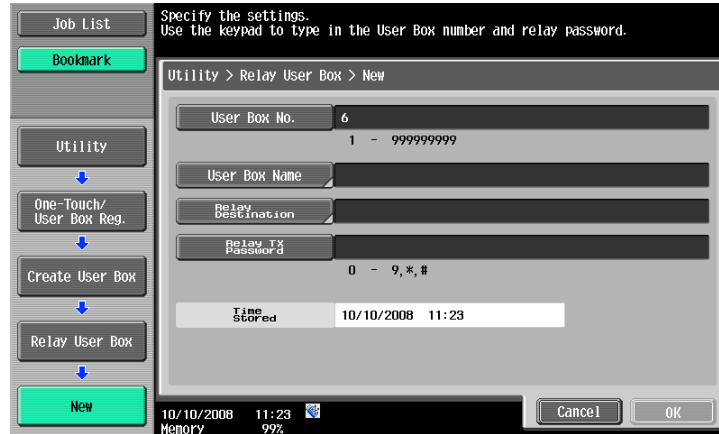 Job List
Bookmark
Specify the settings.
Use the keypad to type in the User Box number and relay password.
Utility > Relay User Box > New
Utility
One-Touch/
User Box Reg.
Create User Box
Relay User Box
New
User Box No.
6
1 - 999999999
User Box Name
Relay
Destination
Relay TX
Password
0 - 9,*,#
Time
Stored
10/10/2008 11:23
Cancel
OK
10/10/2008 11:23
Memory 99%